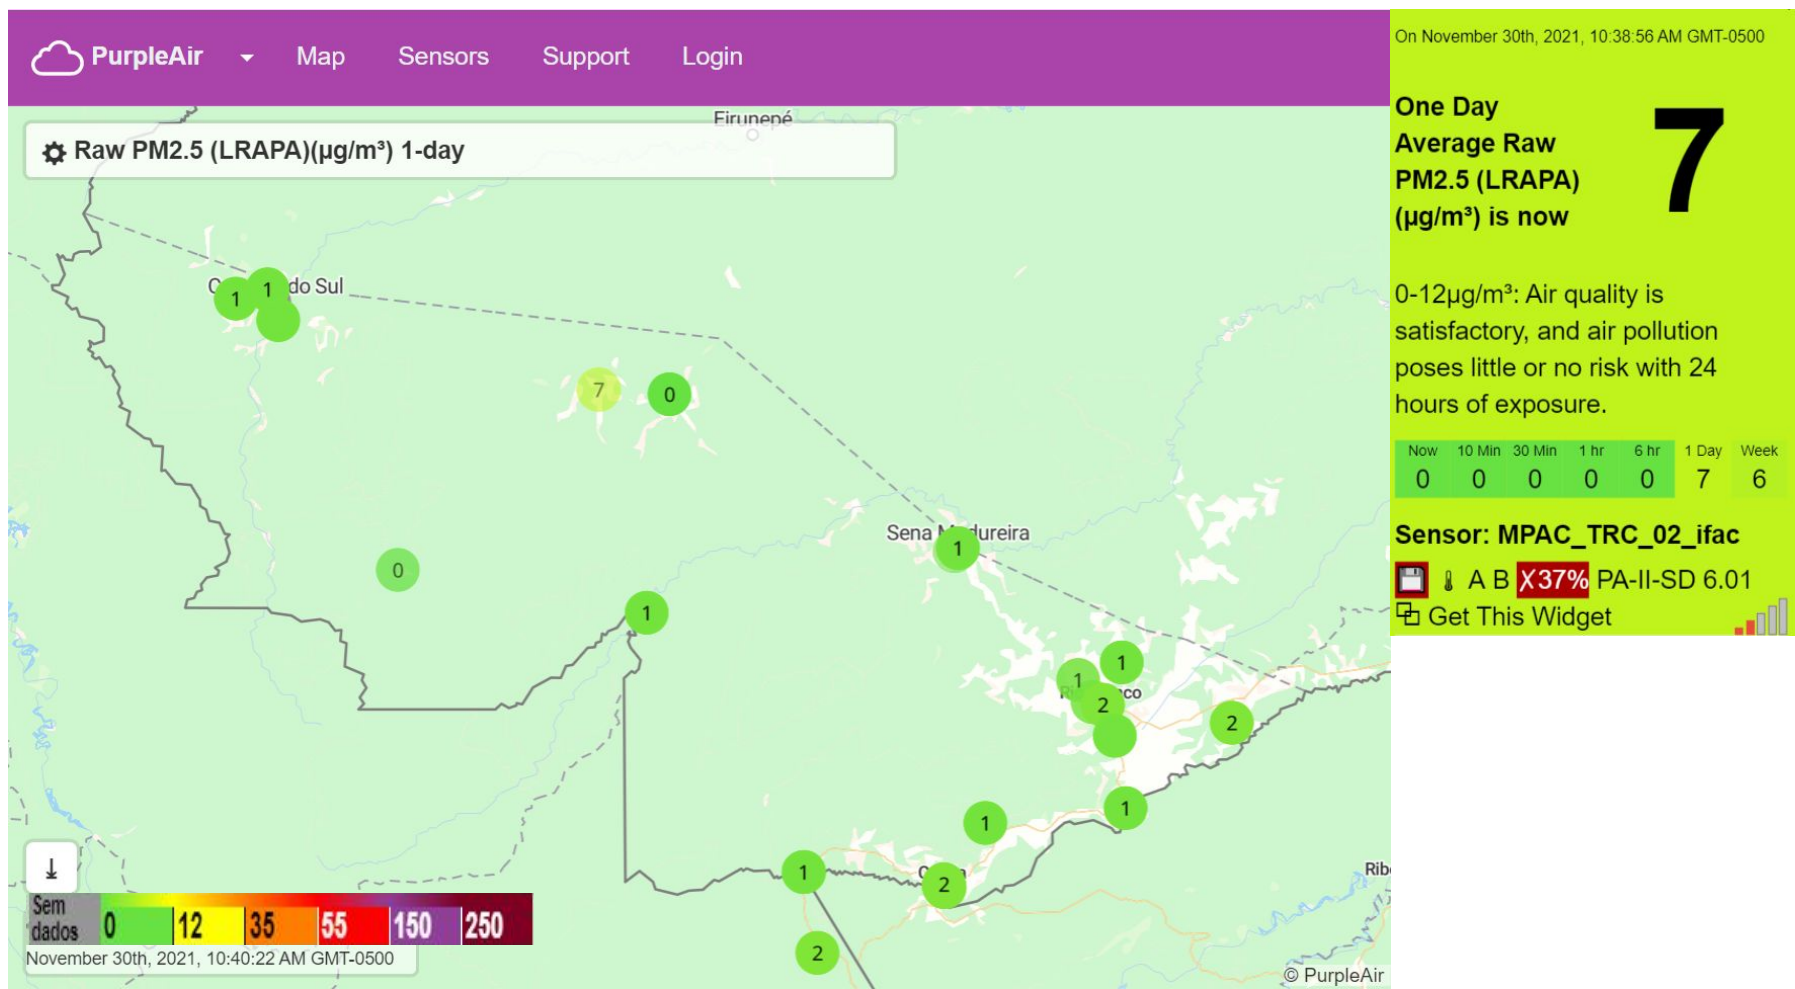 PurpleAir Map Sensors Support Login
Eirunepé
Raw PM2.5 (LRAPA)(µg/m³) 1-day
do Sul
1
1
7
0
Sena Madureira
1
0
1
1
1
2
2
1
1
1
2
2
Sem dados 0 12 35 55 150 250
November 30th, 2021, 10:40:22 AM GMT-0500
© PurpleAir
On November 30th, 2021, 10:38:56 AM GMT-0500
One Day
Average Raw
PM2.5 (LRAPA)
(µg/m³) is now
7
0-12µg/m³: Air quality is
satisfactory, and air pollution
poses little or no risk with 24
hours of exposure.
Now 10 Min 30 Min 1 hr 6 hr 1 Day Week
0 0 0 0 0 7 6
Sensor: MPAC_TRC_02_ifac
A B X37% PA-II-SD 6.01
Get This Widget